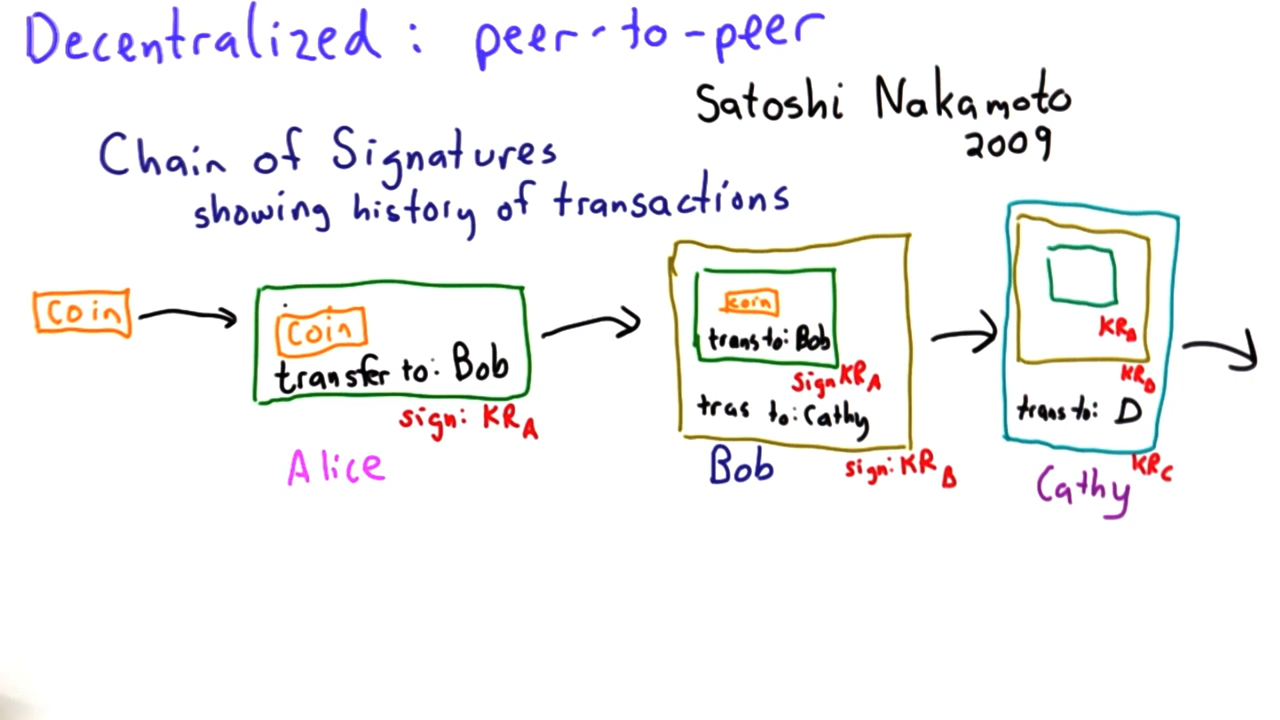 Decentralized: peer-to-peer
Satoshi Nakamoto
2009
Chain of Signatures
showing history of transactions
Coin
Coin
transfer to: Bob
sign: KRA
Alice
coin
trans to: Bob
sign KRA
tras to: Cathy
sign: KRB
Bob
KRA
KRB
trans to: D
KRC
Cathy